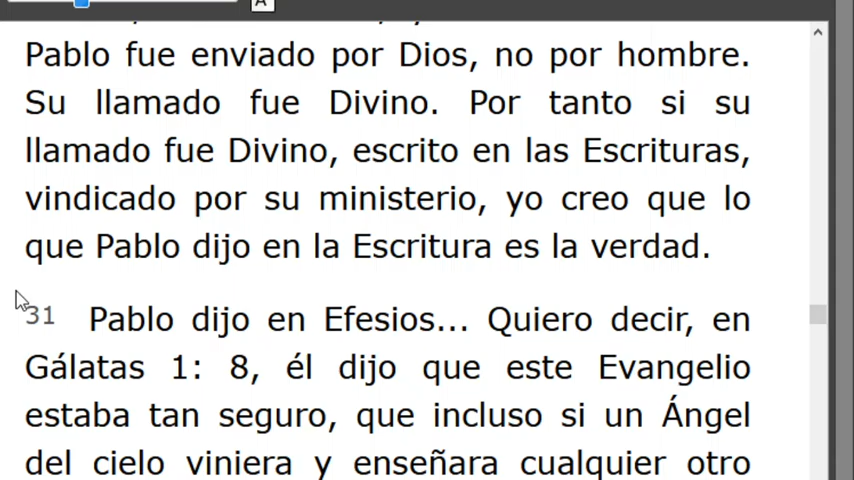 A
Pablo fue enviado por Dios, no por hombre.
Su llamado fue Divino. Por tanto si su
llamado fue Divino, escrito en las Escrituras,
vindicado por su ministerio, yo creo que lo
que Pablo dijo en la Escritura es la verdad.
31 Pablo dijo en Efesios... Quiero decir, en
Gálatas 1: 8, él dijo que este Evangelio
estaba tan seguro, que incluso si un Ángel
del cielo viniera y enseñara cualquier otro